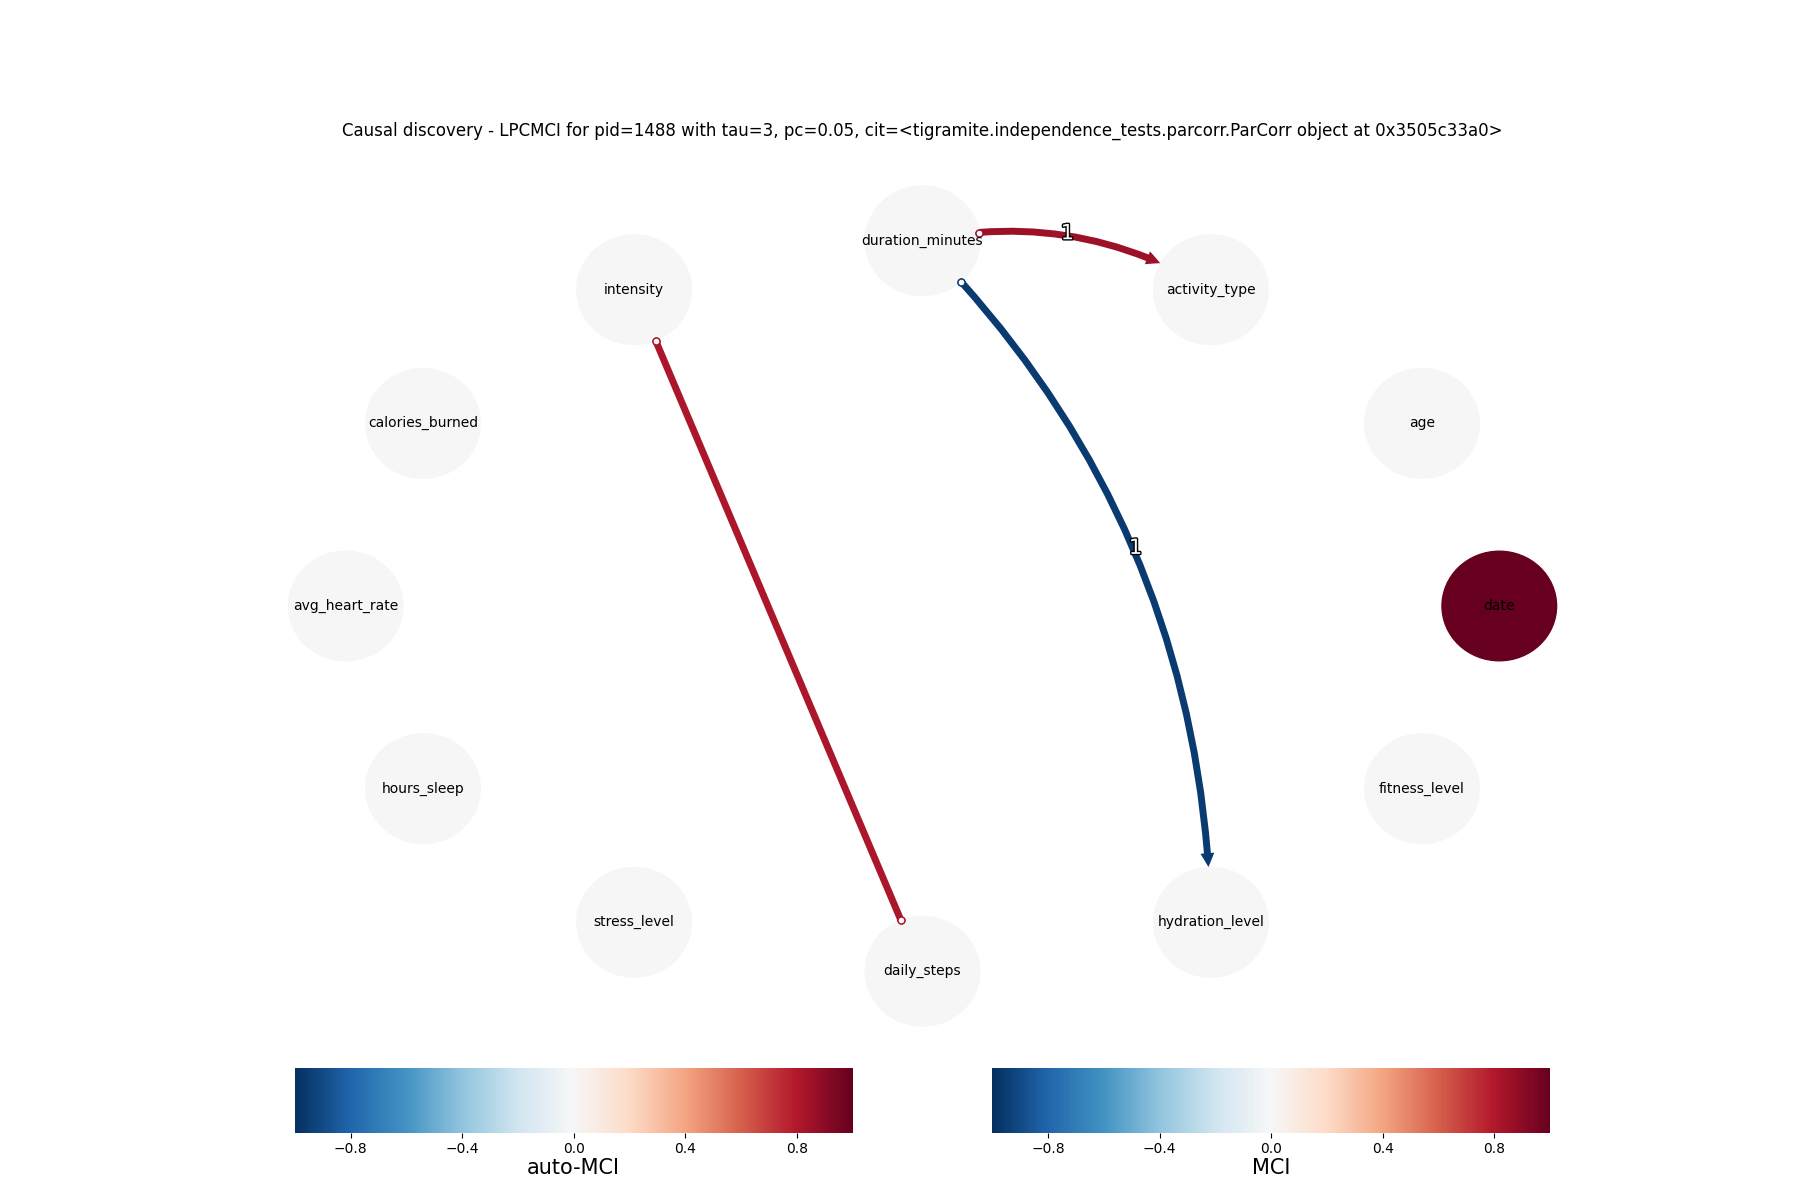 Causal discovery - LPCMCI for pid=1488 with tau=3, pc=0.05, cit=<tigramite.independence_tests.parcorr.ParCorr object at 0x3505c33a0>
duration_minutes
1
intensity
activity_type
calories_burned
age
1
avg_heart_rate
date
hours_sleep
fitness_level
stress_level
hydration_level
daily_steps
−0.8 −0.4 0.0 0.4 0.8
auto-MCI
−0.8 −0.4 0.0 0.4 0.8
MCI